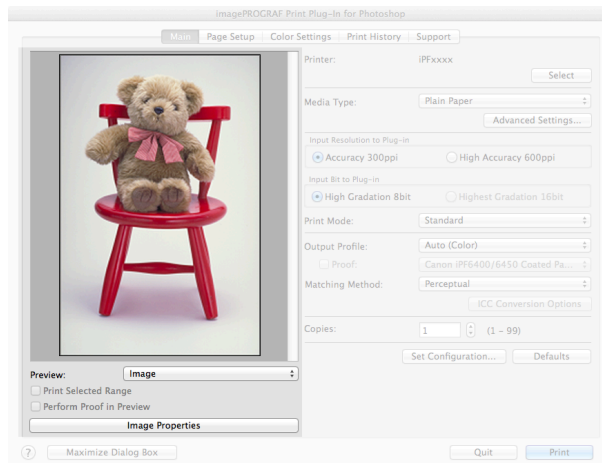 ImagePROGRAF Print Plug-In for Photoshop
Main Page Setup Color Settings Print History Support
Printer: iPFxxxx
Select
Media Type: Plain Paper
Advanced Settings...
Input Resolution to Plug-in
Accuracy 300ppi High Accuracy 600ppi
Input Bit to Plug-in
High Gradation 8bit Highest Gradation 16bit
Print Mode: Standard
Output Profile: Auto (Color)
Proof: Canon iPF6400/6450 Coated Pa...
Matching Method: Perceptual
ICC Conversion Options
Copies: 1 (1 – 99)
Set Configuration... Defaults
Preview: Image
Print Selected Range
Perform Proof in Preview
Image Properties
? Maximize Dialog Box Quit Print